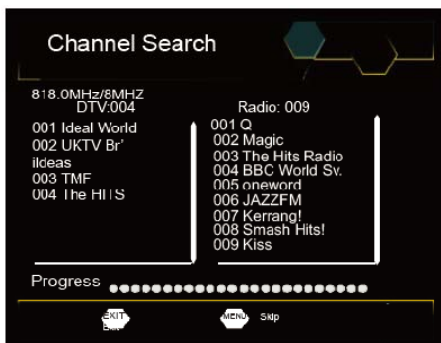 Channel Search
818.0MHz/8MHZ
DTV:004
001 Ideal World
002 UKTV Br'
ildeas
003 TMF
004 The HITS
Radio: 009
001 Q
002 Magic
003 The Hits Radio
004 BBC World Sv.
005 oneword
006 JAZZFM
007 Kerrang!
008 Smash Hits!
009 Kiss
Progress
EXIT
Exit
MENU
Skip